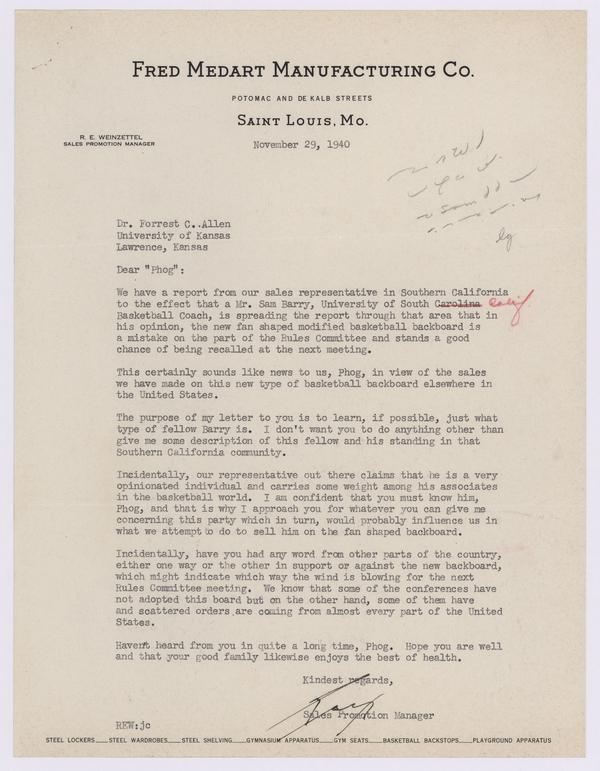 FRED MEDART MANUFACTURING CO.
POTOMAC AND DE KALB STREETS
SAINT LOUIS, MO.
R. E. WEINZETTEL
SALES PROMOTION MANAGER
November 29, 1940
Dr. Forrest C. Allen
University of Kansas
Lawrence, Kansas
Dear "Phog":
We have a report from our sales representative in Southern California
to the effect that a Mr. Sam Barry, University of South Carolina Calif
Basketball Coach, is spreading the report through that area that in
his opinion, the new fan shaped modified basketball backboard is
a mistake on the part of the Rules Committee and stands a good
chance of being recalled at the next meeting.
This certainly sounds like news to us, Phog, in view of the sales
we have made on this new type of basketball backboard elsewhere in
the United States.
The purpose of my letter to you is to learn, if possible, just what
type of fellow Barry is. I don't want you to do anything other than
give me some description of this fellow and his standing in that
Southern California community.
Incidentally, our representative out there claims that he is a very
opinionated individual and carries some weight among his associates
in the basketball world. I am confident that you must know him,
Phog, and that is why I approach you for whatever you can give me
concerning this party which in turn, would probably influence us in
what we attempt to do to sell him on the fan shaped backboard.
Incidentally, have you had any word from other parts of the country,
either one way or the other in support or against the new backboard,
which might indicate which way the wind is blowing for the next
Rules Committee meeting. We know that some of the conferences have
not adopted this board but on the other hand, some of them have
and scattered orders are coming from almost every part of the United
States.
Havent heard from you in quite a long time, Phog. Hope you are well
and that your good family likewise enjoys the best of health.
Kindest regards,
Sales Promotion Manager
REW:jc
STEEL LOCKERS STEEL WARDROBES STEEL SHELVING GYMNASIUM APPARATUS GYM SEATS BASKETBALL BACKSTOPS PLAYGROUND APPARATUS